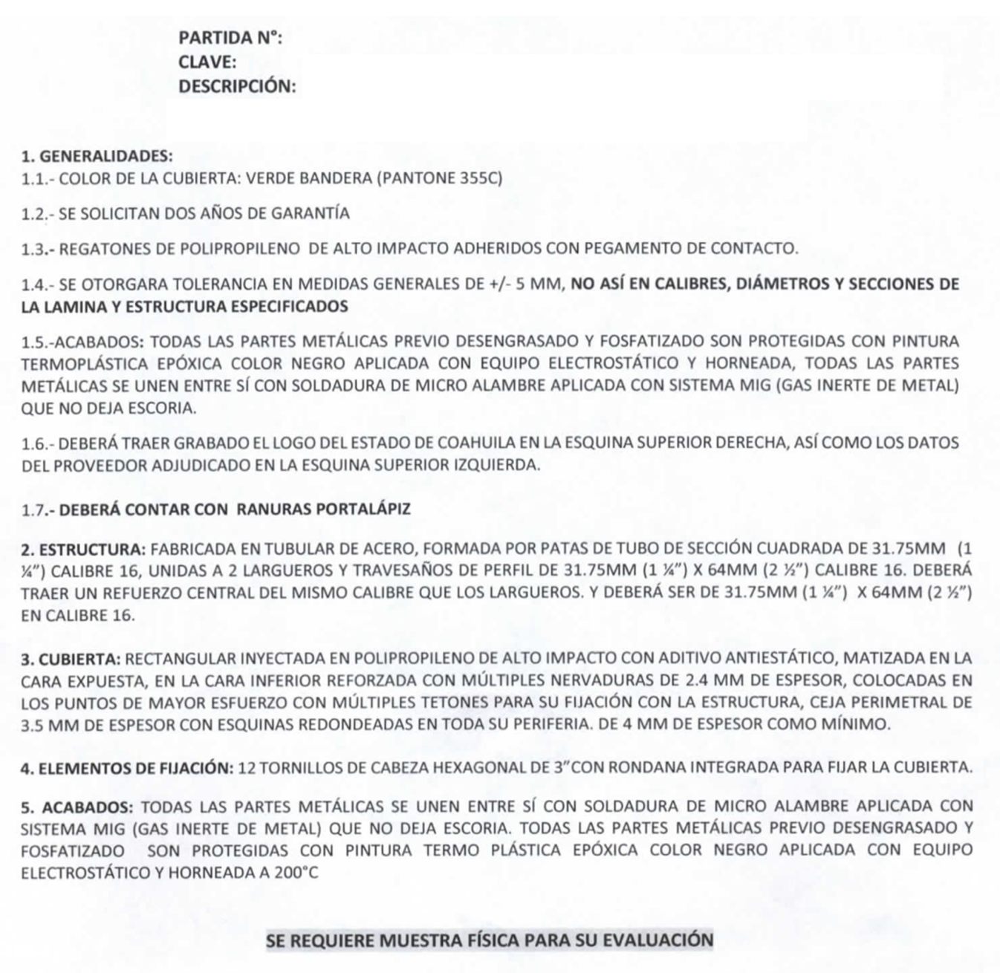 PARTIDA N°:
CLAVE:
DESCRIPCIÓN:
1. GENERALIDADES:
1.1.- COLOR DE LA CUBIERTA: VERDE BANDERA (PANTONE 355C)
1.2.- SE SOLICITAN DOS AÑOS DE GARANTÍA
1.3.- REGATONES DE POLIPROPILENO DE ALTO IMPACTO ADHERIDOS CON PEGAMENTO DE CONTACTO.
1.4.- SE OTORGARA TOLERANCIA EN MEDIDAS GENERALES DE +/- 5 MM, NO ASÍ EN CALIBRES, DIÁMETROS Y SECCIONES DE
LA LAMINA Y ESTRUCTURA ESPECIFICADOS
1.5.-ACABADOS: TODAS LAS PARTES METÁLICAS PREVIO DESENGRASADO Y FOSFATIZADO SON PROTEGIDAS CON PINTURA
TERMOPLÁSTICA EPÓXICA COLOR NEGRO APLICADA CON EQUIPO ELECTROSTÁTICO Y HORNEADA, TODAS LAS PARTES
METÁLICAS SE UNEN ENTRE SÍ CON SOLDADURA DE MICRO ALAMBRE APLICADA CON SISTEMA MIG (GAS INERTE DE METAL)
QUE NO DEJA ESCORIA.
1.6.- DEBERÁ TRAER GRABADO EL LOGO DEL ESTADO DE COAHUILA EN LA ESQUINA SUPERIOR DERECHA, ASÍ COMO LOS DATOS
DEL PROVEEDOR ADJUDICADO EN LA ESQUINA SUPERIOR IZQUIERDA.
1.7.- DEBERÁ CONTAR CON RANURAS PORTALÁPIZ
2. ESTRUCTURA: FABRICADA EN TUBULAR DE ACERO, FORMADA POR PATAS DE TUBO DE SECCIÓN CUADRADA DE 31.75MM (1
¼") CALIBRE 16, UNIDAS A 2 LARGUEROS Y TRAVESAÑOS DE PERFIL DE 31.75MM (1 ¼") X 64MM (2 ½") CALIBRE 16. DEBERÁ
TRAER UN REFUERZO CENTRAL DEL MISMO CALIBRE QUE LOS LARGUEROS. Y DEBERÁ SER DE 31.75MM (1 ¼") X 64MM (2 ½")
EN CALIBRE 16.
3. CUBIERTA: RECTANGULAR INYECTADA EN POLIPROPILENO DE ALTO IMPACTO CON ADITIVO ANTIESTÁTICO, MATIZADA EN LA
CARA EXPUESTA, EN LA CARA INFERIOR REFORZADA CON MÚLTIPLES NERVADURAS DE 2.4 MM DE ESPESOR, COLOCADAS EN
LOS PUNTOS DE MAYOR ESFUERZO CON MÚLTIPLES TETONES PARA SU FIJACIÓN CON LA ESTRUCTURA, CEJA PERIMETRAL DE
3.5 MM DE ESPESOR CON ESQUINAS REDONDEADAS EN TODA SU PERIFERIA. DE 4 MM DE ESPESOR COMO MÍNIMO.
4. ELEMENTOS DE FIJACIÓN: 12 TORNILLOS DE CABEZA HEXAGONAL DE 3"CON RONDANA INTEGRADA PARA FIJAR LA CUBIERTA.
5. ACABADOS: TODAS LAS PARTES METÁLICAS SE UNEN ENTRE SÍ CON SOLDADURA DE MICRO ALAMBRE APLICADA CON
SISTEMA MIG (GAS INERTE DE METAL) QUE NO DEJA ESCORIA. TODAS LAS PARTES METÁLICAS PREVIO DESENGRASADO Y
FOSFATIZADO SON PROTEGIDAS CON PINTURA TERMO PLÁSTICA EPÓXICA COLOR NEGRO APLICADA CON EQUIPO
ELECTROSTÁTICO Y HORNEADA A 200°C
SE REQUIERE MUESTRA FÍSICA PARA SU EVALUACIÓN